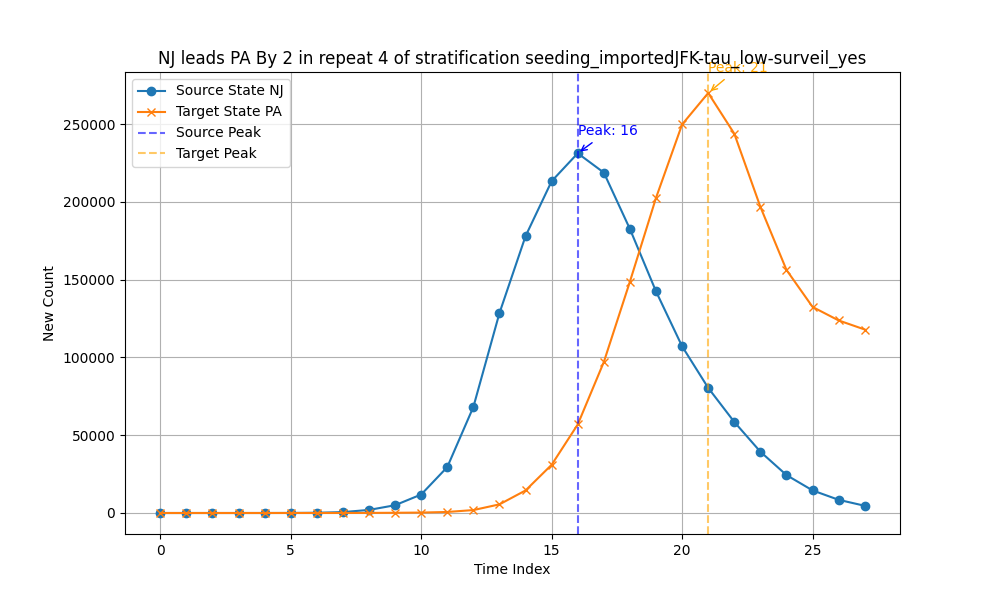 NJ leads PA By 2 in repeat 4 of stratification seeding_importedJFK-tau_low-surveil_yes
Peak: 21
Source State NJ
Target State PA
Source Peak
Target Peak
Peak: 16
250000
200000
150000
100000
50000
0
New Count
0 5 10 15 20 25
Time Index